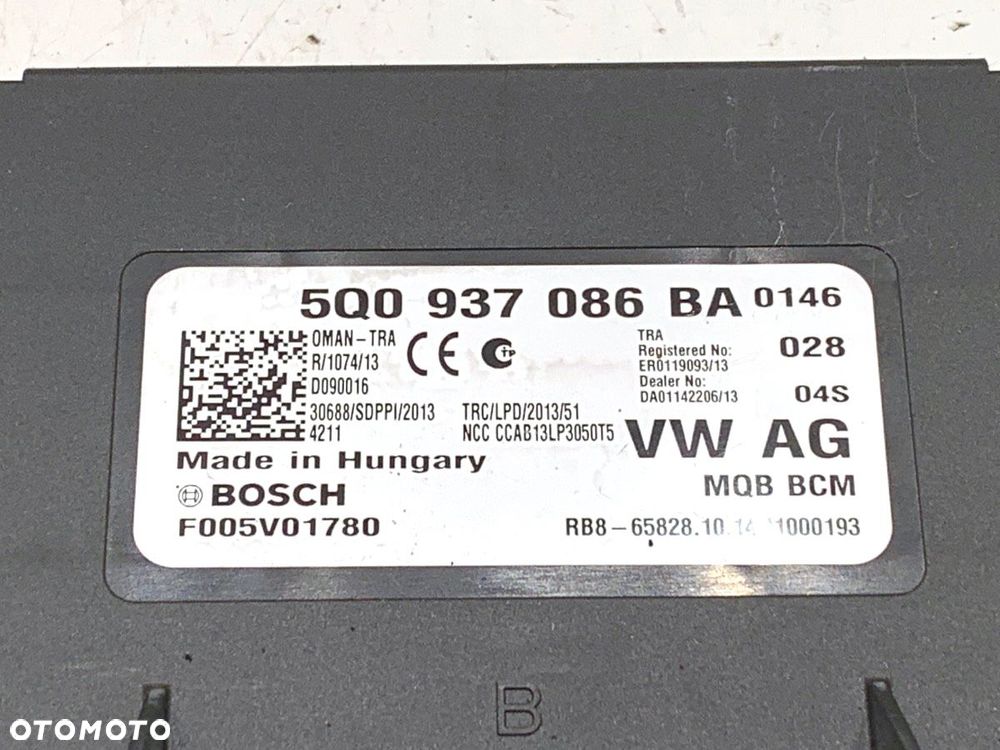 5Q0 937 086 BA 0146
OMAN-TRA
R/1074/13
D090016
30688/SDPPI/2013
4211
TRC/LPD/2013/51
NCC CCAB13LP3050T5
TRA
Registered No:
ER0119093/13
Dealer No:
DA01142206/13
028
04S
VW AG
MQB BCM
Made in Hungary
BOSCH
F005V01780
RB8-65828.10.14 1000193
B
OTOMOTO